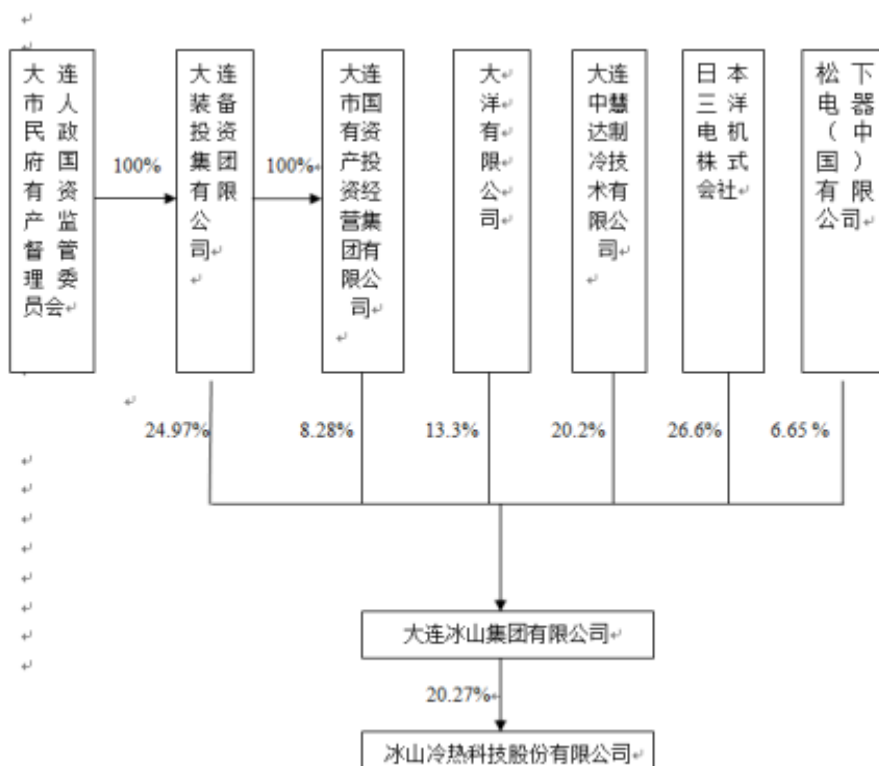 大 连
市 人
民 政
府 国
有 资
产 监
督 管
理 委
员会
100%
大 连
装 备
投 资
集 团
有 限
公
司
100%
大连
市国
有资
产投
资经
营集
团有
限公
司
大
洋
有
限
公
司
大连
中慧
达制
冷技
术有
限公
司
日 本
三 洋
电 机
株 式
会社
松 下
电 器
（ 中
国 ）
有 限
公司
24.97%
8.28%
13.3%
20.2%
26.6%
6.65 %
大连冰山集团有限公司
20.27%
冰山冷热科技股份有限公司